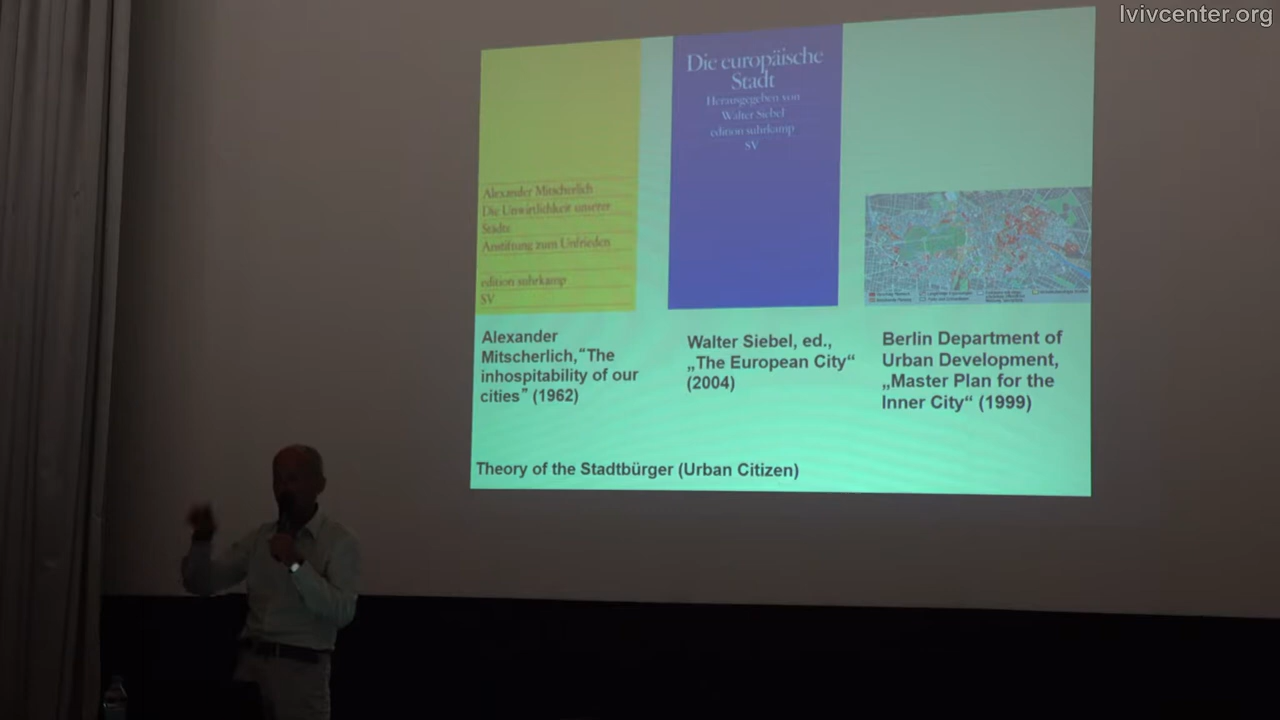 lvivcenter.org
Die europäische
Stadt
Herausgegeben von
Walter Siebel
edition suhrkamp
SV
Alexander Mitscherlich
Die Unwirtlichkeit unserer
Städte
Anstiftung zum Unfrieden
edition suhrkamp
SV
Alexander
Mitscherlich,"The
inhospitability of our
cities" (1962)
Walter Siebel, ed.,
„The European City“
(2004)
Berlin Department of
Urban Development,
„Master Plan for the
Inner City“ (1999)
Theory of the Stadtbürger (Urban Citizen)